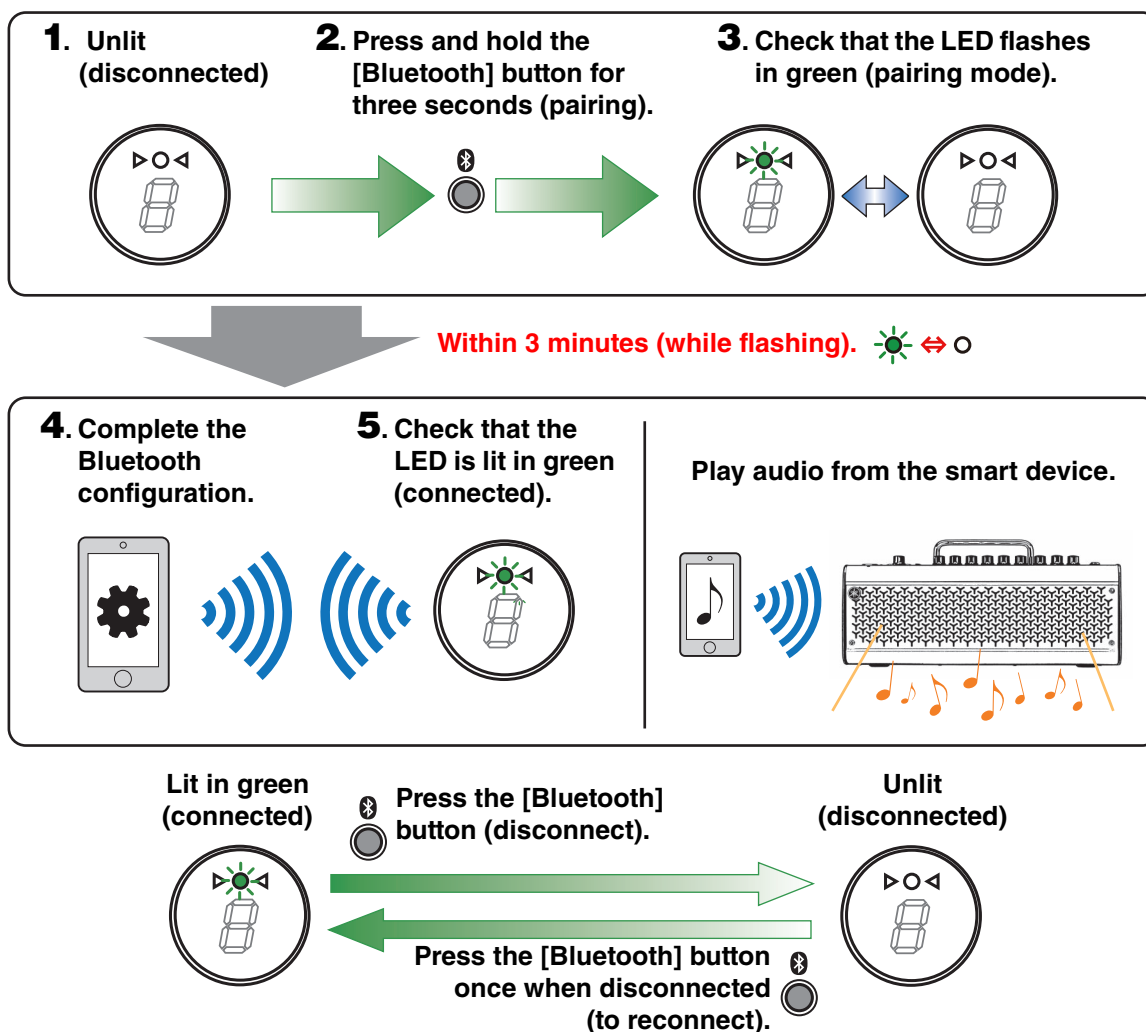 1. Unlit
(disconnected)
2. Press and hold the
[Bluetooth] button for
three seconds (pairing).
3. Check that the LED flashes
in green (pairing mode).
Within 3 minutes (while flashing).
4. Complete the
Bluetooth
configuration.
5. Check that the
LED is lit in green
(connected).
Play audio from the smart device.
Lit in green
(connected)
Press the [Bluetooth]
button (disconnect).
Unlit
(disconnected)
Press the [Bluetooth] button
once when disconnected
(to reconnect).